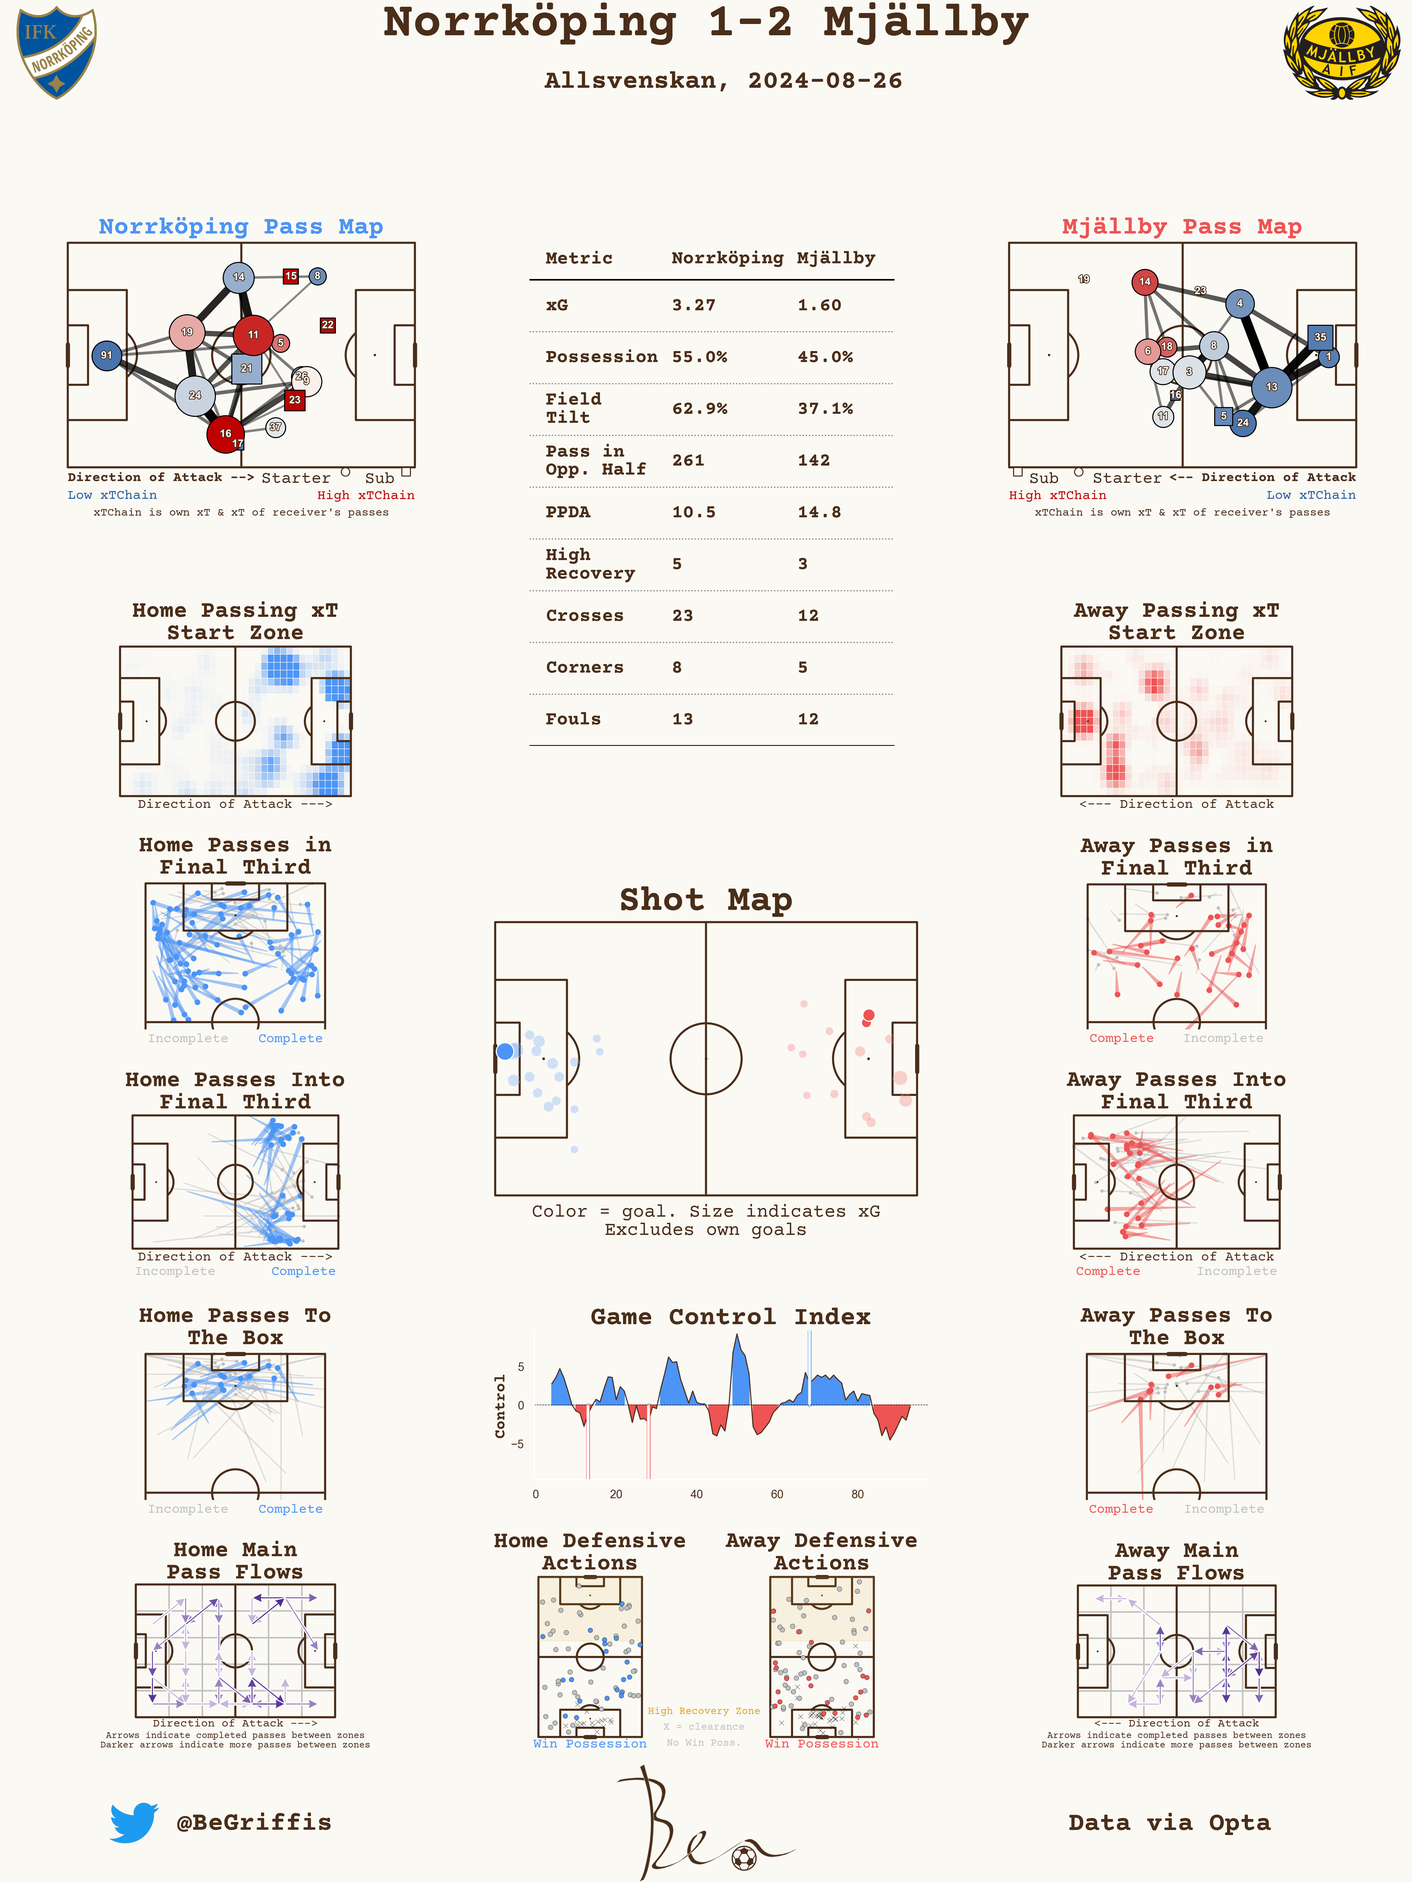 Norrköping 1-2 Mjällby
Allsvenskan, 2024-08-26
IFK
NORRKÖPING
MJÄLLBY
AIF
Norrköping Pass Map
14
15
8
22
19
11
5
91
21
26
9
24
23
16
37
17
Direction of Attack --> Starter Sub
Low xTChain High xTChain
xTChain is own xT & xT of receiver's passes
Metric Norrköping Mjällby
xG 3.27 1.60
Possession 55.0% 45.0%
Field
Tilt 62.9% 37.1%
Pass in
Opp. Half 261 142
PPDA 10.5 14.8
High
Recovery 5 3
Crosses 23 12
Corners 8 5
Fouls 13 12
Mjällby Pass Map
19
14
23
4
35
6
18
8
1
17
3
13
16
11
5
24
Sub Starter <-- Direction of Attack
High xTChain Low xTChain
xTChain is own xT & xT of receiver's passes
Home Passing xT
Start Zone
Direction of Attack --->
Away Passing xT
Start Zone
<--- Direction of Attack
Home Passes in
Final Third
Incomplete Complete
Away Passes in
Final Third
Complete Incomplete
Shot Map
Color = goal. Size indicates xG
Excludes own goals
Home Passes Into
Final Third
Direction of Attack --->
Incomplete Complete
Away Passes Into
Final Third
<--- Direction of Attack
Complete Incomplete
Home Passes To
The Box
Incomplete Complete
Game Control Index
Control
5
0
−5
0 20 40 60 80
Away Passes To
The Box
Complete Incomplete
Home Main
Pass Flows
Direction of Attack --->
Arrows indicate completed passes between zones
Darker arrows indicate more passes between zones
Home Defensive
Actions
Win Possession
High Recovery Zone
X = clearance
No Win Poss.
Away Defensive
Actions
Win Possession
Away Main
Pass Flows
<--- Direction of Attack
Arrows indicate completed passes between zones
Darker arrows indicate more passes between zones
@BeGriffis
Ben
Data via Opta